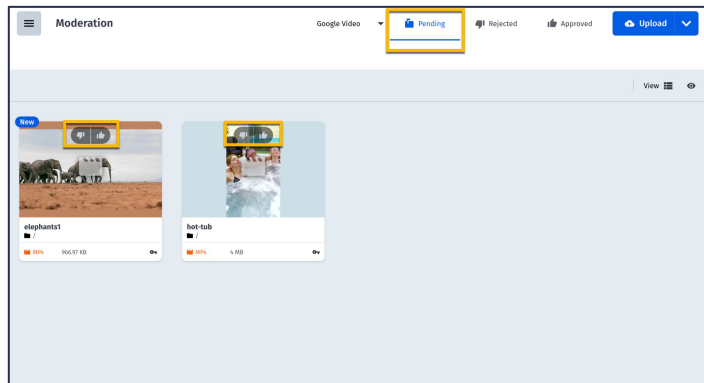 Moderation
Google Video
Pending
Rejected
Approved
Upload
View
New
elephants1
/
MP4
966.97 KB
hot-tub
/
MP4
4 MB